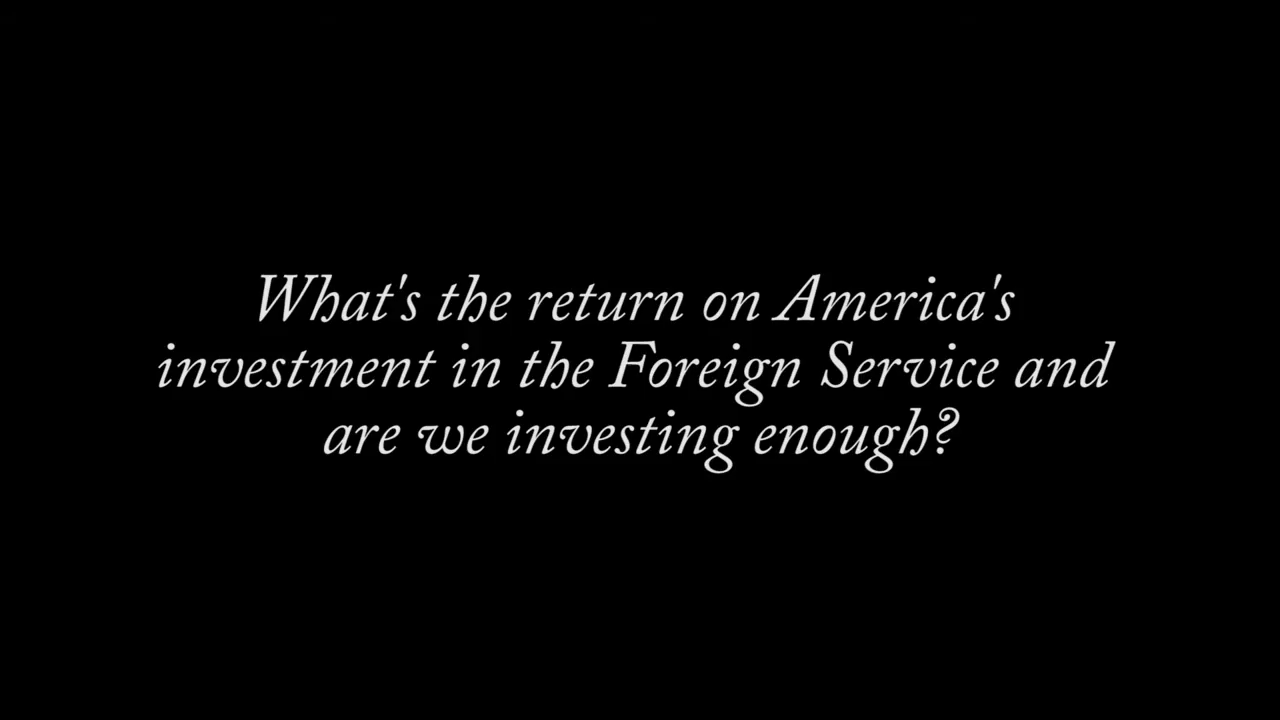 What's the return on America's
investment in the Foreign Service and
are we investing enough?